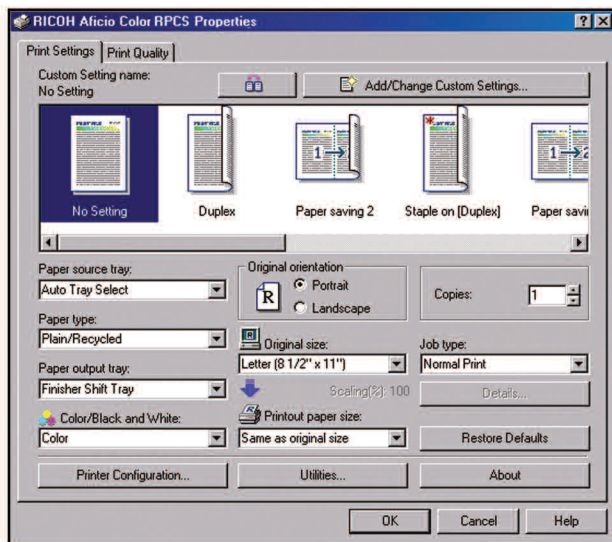 RICOH Aficio Color RPCS Properties
Print Settings Print Quality
Custom Setting name:
No Setting
Add/Change Custom Settings...
No Setting Duplex Paper saving 2 Staple on [Duplex]
Paper source tray:
Auto Tray Select
Original orientation
R
Portrait
Landscape
Copies: 1
Paper type:
Plain/Recycled
Original size:
Letter (8 1/2" x 11")
Job type:
Normal Print
Paper output tray:
Finisher Shift Tray
Scaling[%]: 100
Details...
Color/Black and White:
Color
Printout paper size:
Same as original size
Restore Defaults
Printer Configuration... Utilities... About
OK Cancel Help